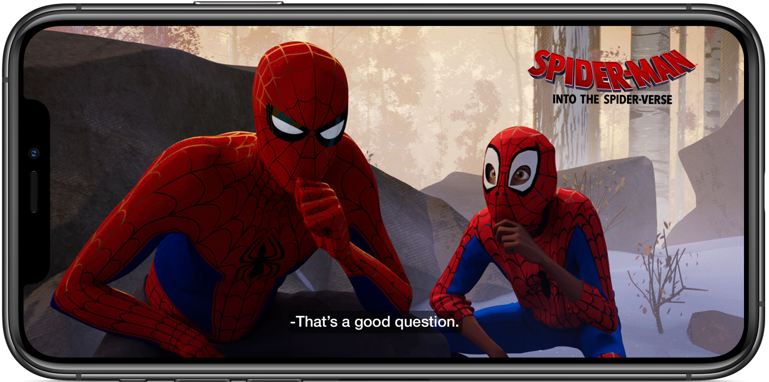 SPIDER-MAN
INTO THE SPIDER-VERSE
-That's a good question.